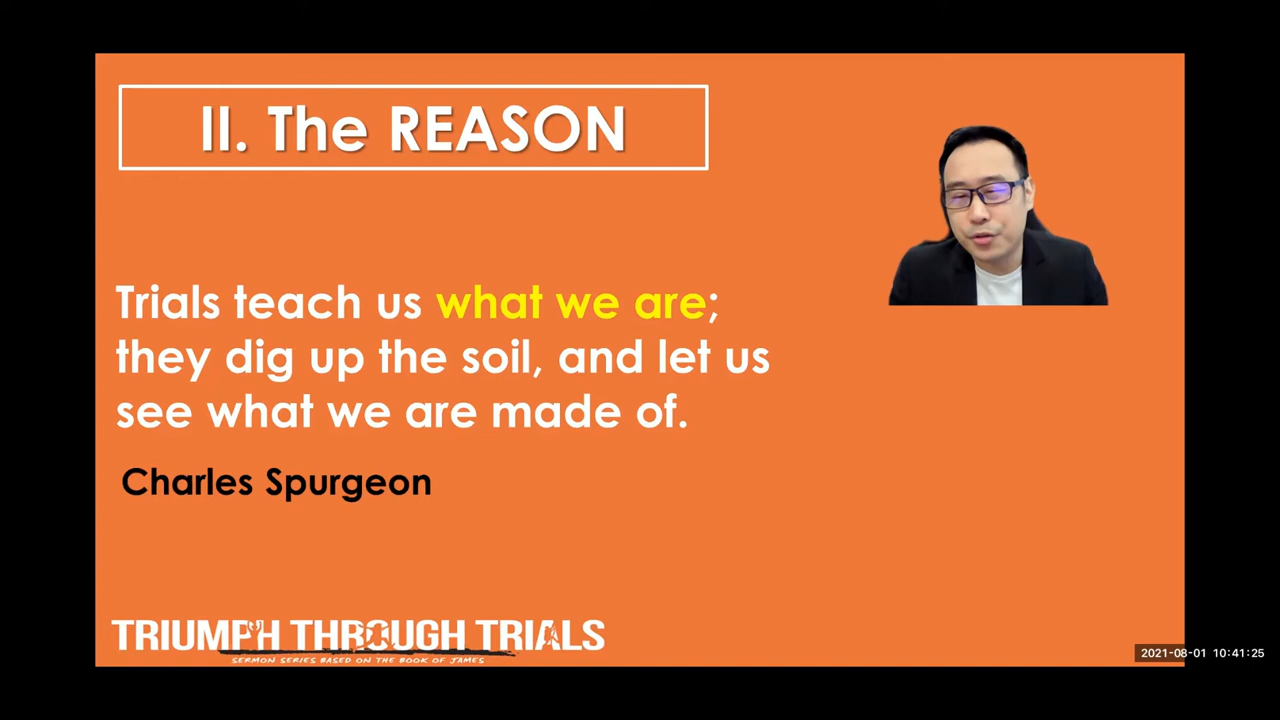 II. The REASON
Trials teach us what we are;
they dig up the soil, and let us
see what we are made of.
Charles Spurgeon
TRIUMPH THROUGH TRIALS
SERMON SERIES BASED ON THE BOOK OF JAMES
2021-08-01 10:41:25